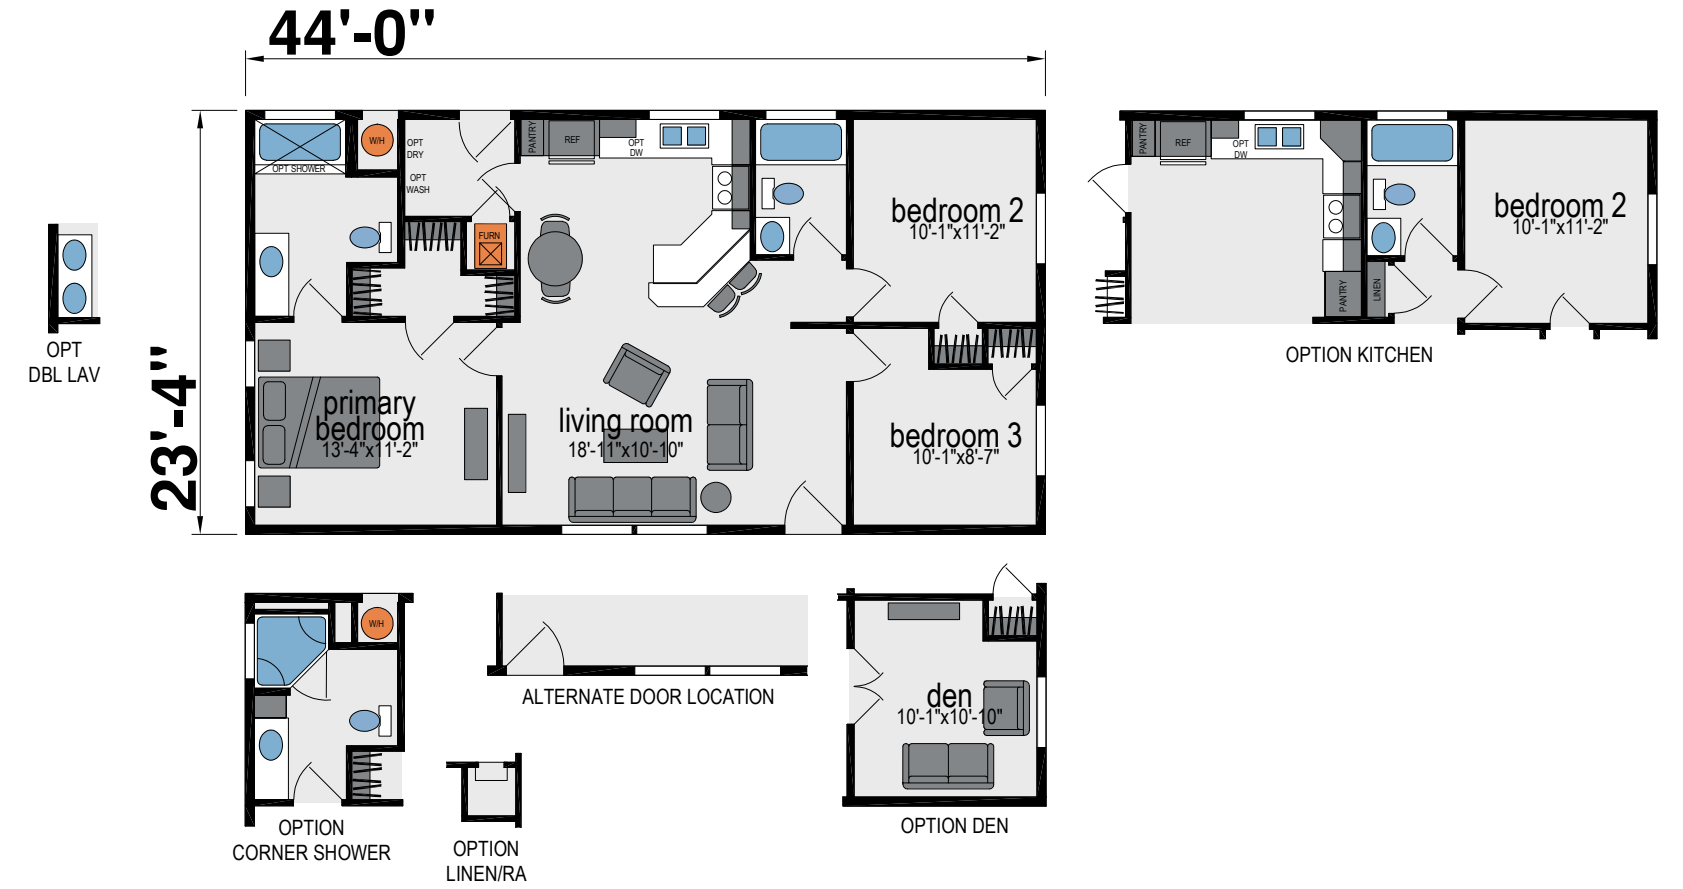 44'-0"
23'-4"
OPT SHOWER
W/H
OPT
DRY
OPT
WASH
PANTRY
REF
OPT
DW
FURN
bedroom 2
10'-1"x11'-2"
primary
bedroom
13'-4"x11'-2"
living room
18'-11"x10'-10"
bedroom 3
10'-1"x8'-7"
OPT
DBL LAV
PANTRY
REF
OPT
DW
PANTRY
LINEN
bedroom 2
10'-1"x11'-2"
OPTION KITCHEN
W/H
OPTION
CORNER SHOWER
ALTERNATE DOOR LOCATION
OPTION
LINEN/RA
den
10'-1"x10'-10"
OPTION DEN